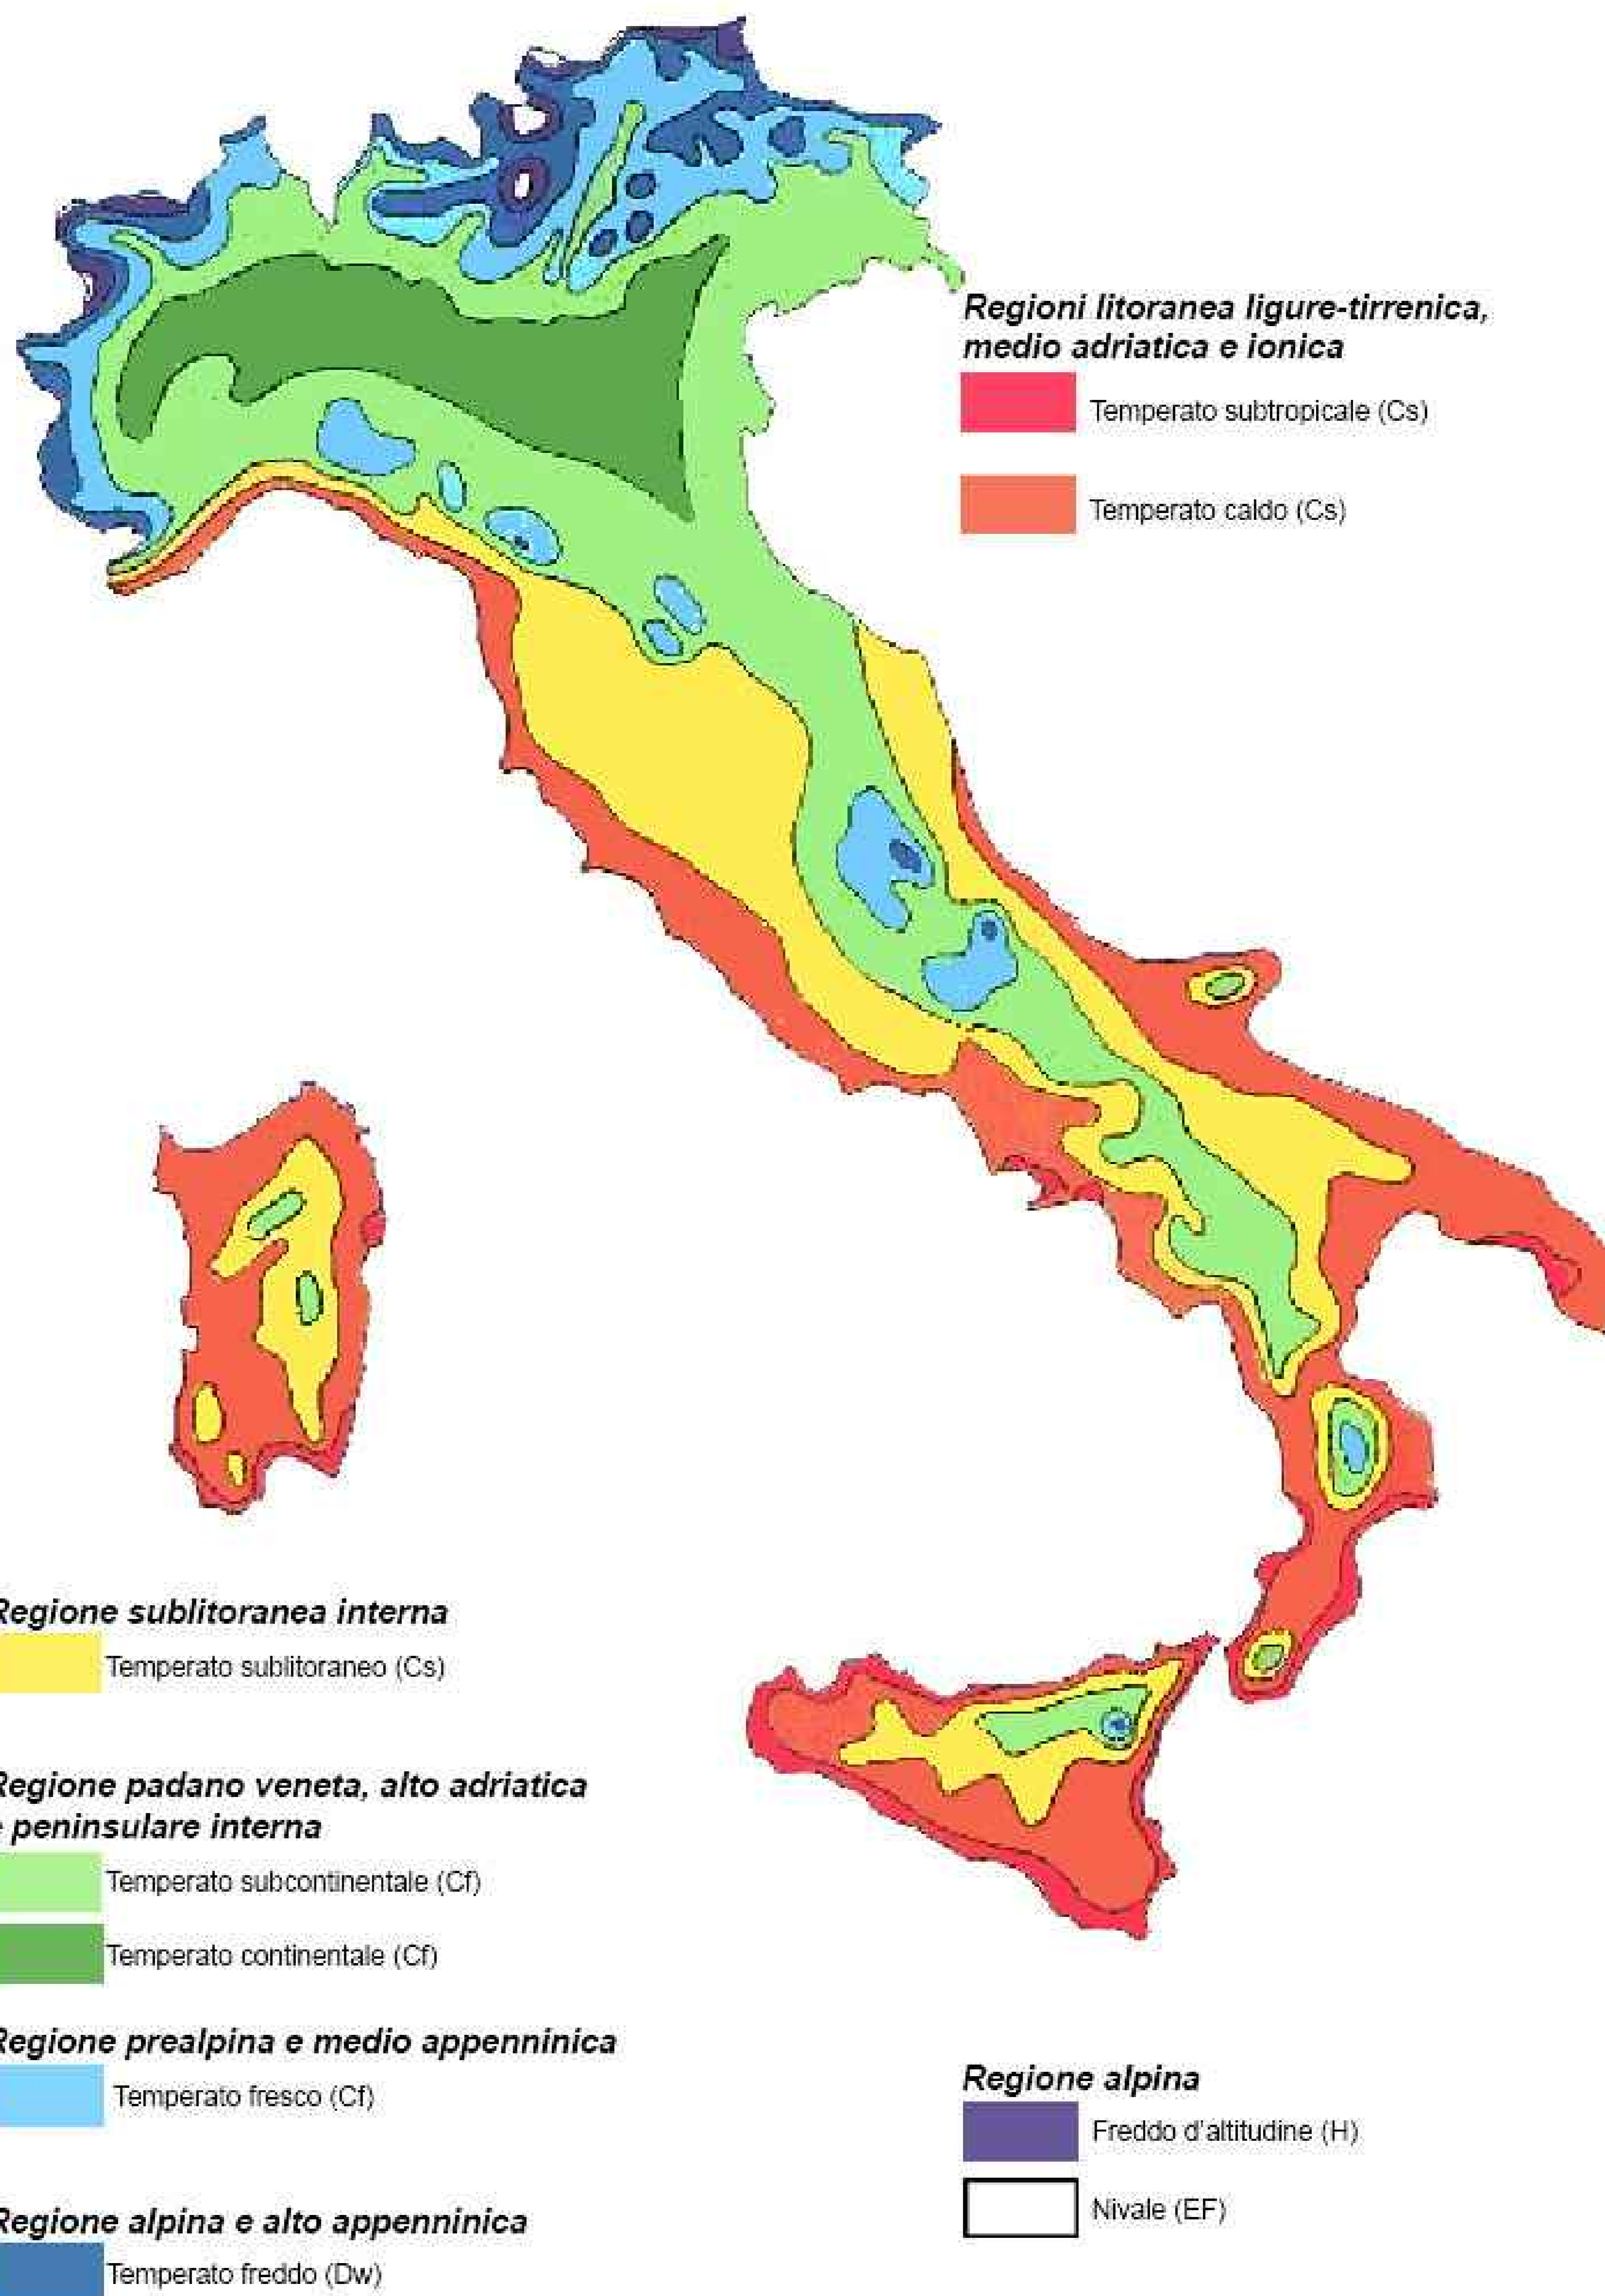 Regioni litoranea ligure-tirrenica,
medio adriatica e ionica
Temperato subtropicale (Cs)
Temperato caldo (Cs)
Regione sublitoranea interna
Temperato sublitoraneo (Cs)
Regione padano veneta, alto adriatica
e peninsulare interna
Temperato subcontinentale (Cf)
Temperato continentale (Cf)
Regione prealpina e medio appenninica
Temperato fresco (Cf)
Regione alpina e alto appenninica
Temperato freddo (Dw)
Regione alpina
Freddo d'altitudine (H)
Nivale (EF)